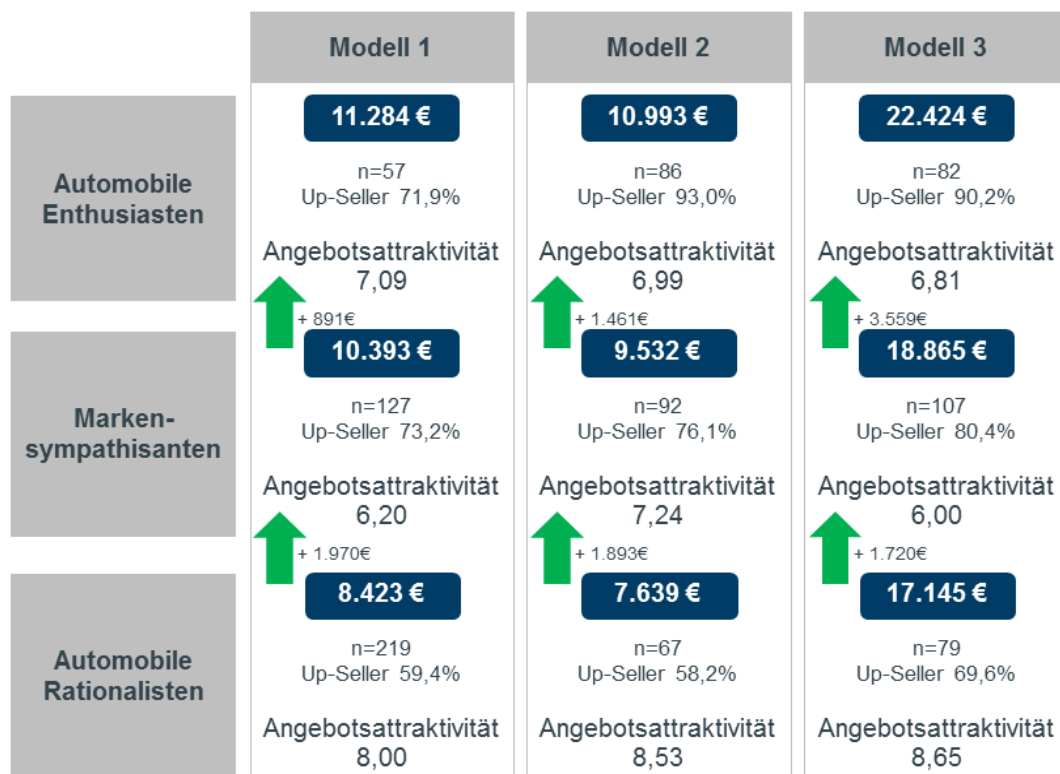 Modell 1
Modell 2
Modell 3
Automobile
Enthusiasten
11.284 €
10.993 €
22.424 €
n=57
n=86
n=82
Up-Seller 71,9%
Up-Seller 93,0%
Up-Seller 90,2%
Angebotsattraktivität
Angebotsattraktivität
Angebotsattraktivität
7,09
6,99
6,81
+ 891€
+ 1.461€
+ 3.559€
Marken-
sympathisanten
10.393 €
9.532 €
18.865 €
n=127
n=92
n=107
Up-Seller 73,2%
Up-Seller 76,1%
Up-Seller 80,4%
Angebotsattraktivität
Angebotsattraktivität
Angebotsattraktivität
6,20
7,24
6,00
+ 1.970€
+ 1.893€
+ 1.720€
Automobile
Rationalisten
8.423 €
7.639 €
17.145 €
n=219
n=67
n=79
Up-Seller 59,4%
Up-Seller 58,2%
Up-Seller 69,6%
Angebotsattraktivität
Angebotsattraktivität
Angebotsattraktivität
8,00
8,53
8,65